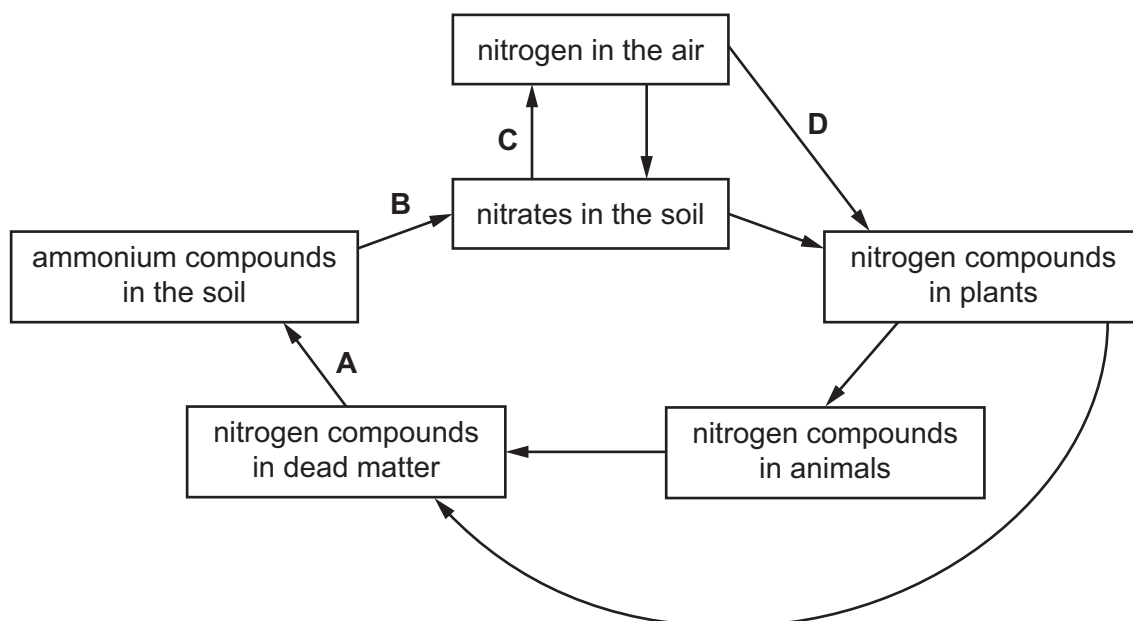 nitrogen in the air
D
C
B
nitrates in the soil
ammonium compounds
in the soil
nitrogen compounds
in plants
A
nitrogen compounds
in dead matter
nitrogen compounds
in animals